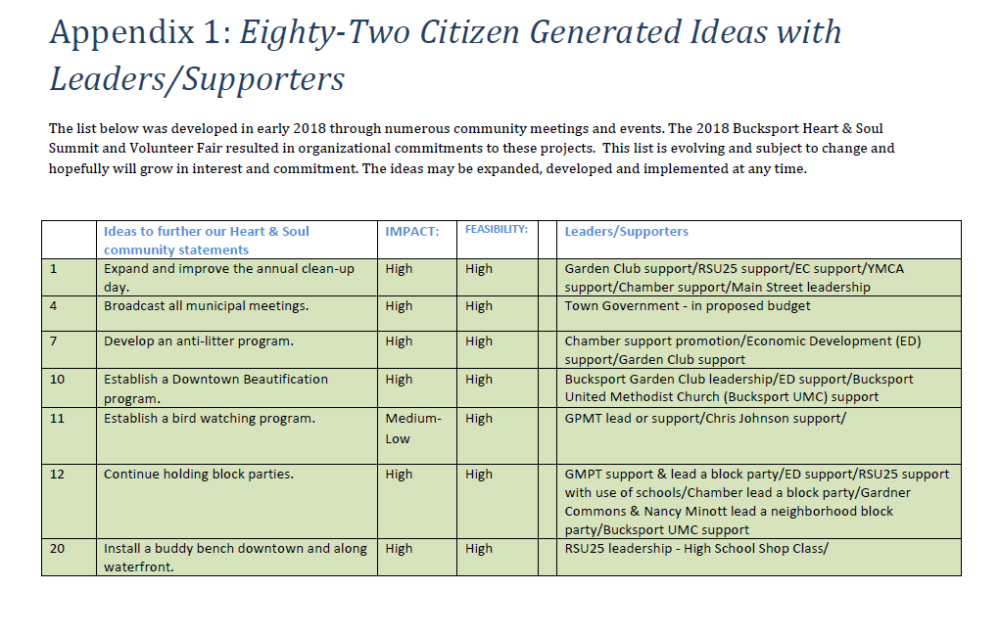 Appendix 1: Eighty-Two Citizen Generated Ideas with
Leaders/Supporters
The list below was developed in early 2018 through numerous community meetings and events. The 2018 Bucksport Heart & Soul
Summit and Volunteer Fair resulted in organizational commitments to these projects.  This list is evolving and subject to change and
hopefully will grow in interest and commitment. The ideas may be expanded, developed and implemented at any time.
Ideas to further our Heart & Soul
community statements
IMPACT:
FEASIBILITY:
Leaders/Supporters
1
Expand and improve the annual clean-up
day.
High
High
Garden Club support/RSU25 support/EC support/YMCA
support/Chamber support/Main Street leadership
4
Broadcast all municipal meetings.
High
High
Town Government - in proposed budget
7
Develop an anti-litter program.
High
High
Chamber support promotion/Economic Development (ED)
support/Garden Club support
10
Establish a Downtown Beautification
program.
High
High
Bucksport Garden Club leadership/ED support/Bucksport
United Methodist Church (Bucksport UMC) support
11
Establish a bird watching program.
Medium-
Low
High
GPMT lead or support/Chris Johnson support/
12
Continue holding block parties.
High
High
GMPT support & lead a block party/ED support/RSU25 support
with use of schools/Chamber lead a block party/Gardner
Commons & Nancy Minott lead a neighborhood block
party/Bucksport UMC support
20
Install a buddy bench downtown and along
waterfront.
High
High
RSU25 leadership - High School Shop Class/